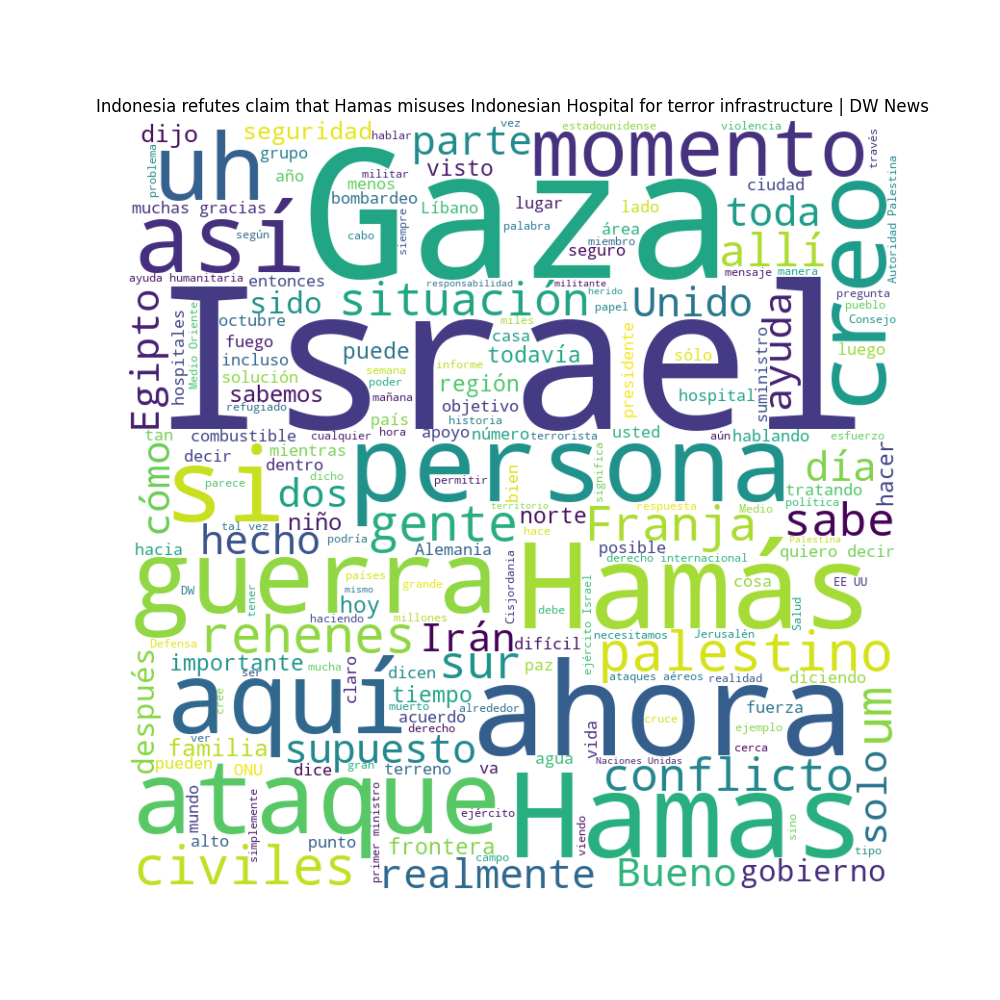 Indonesia refutes claim that Hamas misuses Indonesian Hospital for terror infrastructure | DW News
dijo
seguridad
hablar
vez
estadounidense
violencia
través
uh
grupo
parte
momento
problema
año
militar
menos
visto
ciudad
Autoridad Palestina
muchas gracias
bombardeo
Líbano
lugar
lado
toda
creo
así
según
cabo
siempre
Gaza
palabra
área
miembro
seguro
allí
ayuda humanitaria
entonces
responsabilidad
militante
herido
mensaje
manera
pregunta
Egipto
hospitales
Medio Oriente
sido
situación
papel
Unido
ayuda
pueblo
Consejo
octubre
Israel
miles
casa
fuego
incluso
puede
todavía
presidente
sólo
suministro
luego
solución
semana
informe
sabemos
poder
mañana
región
hospital
refugiado
país
objetivo
historia
tan
combustible
cualquier
hora
apoyo
número
terrorista
usted
aún
hablando
esfuerzo
decir
mientras
si
persona
cómo
parece
dentro
dicho
dos
permitir
bien
significa
respuesta
día
hacer
tratando
política
territorio
Medio
niño
tal vez
podría
gente
norte
Franja
sabe
hecho
hace
Palestina
hacia
Alemania
posible
quiero decir
derecho internacional
guerra
Hamás
DW
tener
países
mismo
grande
Cisjordania
debe
cosa
EE UU
hoy
haciendo
millones
ejército Israel
Salud
Defensa
rehenes
Irán
difícil
necesitamos
Jerusalén
palestino
después
importante
mucha
ser
claro
dicen
sur
paz
ataques aéreos
realidad
diciendo
aquí
cree
tiempo
muerto
alrededor
ahora
cruce
fuerza
um
acuerdo
derecho
ejemplo
ver
familia
supuesto
vida
cerca
pueden
ONU
dice
gran
terreno
va
agua
Naciones Unidas
conflicto
solo
mundo
ataque
ejército
Hamas
simplemente
alto
punto
primer ministro
frontera
viendo
sino
tipo
civiles
campo
realmente
Bueno
gobierno